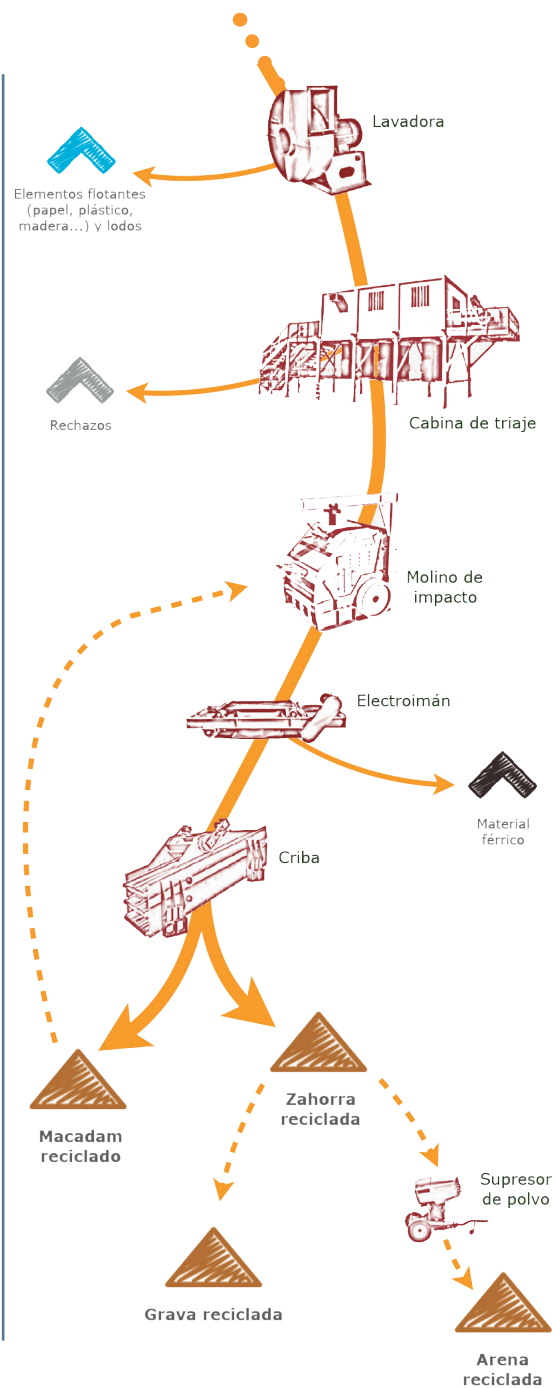 Lavadora
Elementos flotantes
(papel, plástico,
madera...) y lodos
Rechazos
Cabina de triaje
Molino de
impacto
Electroimán
Material
férrico
Criba
Zahorra
reciclada
Macadam
reciclado
Supresor
de polvo
Grava reciclada
Arena
reciclada